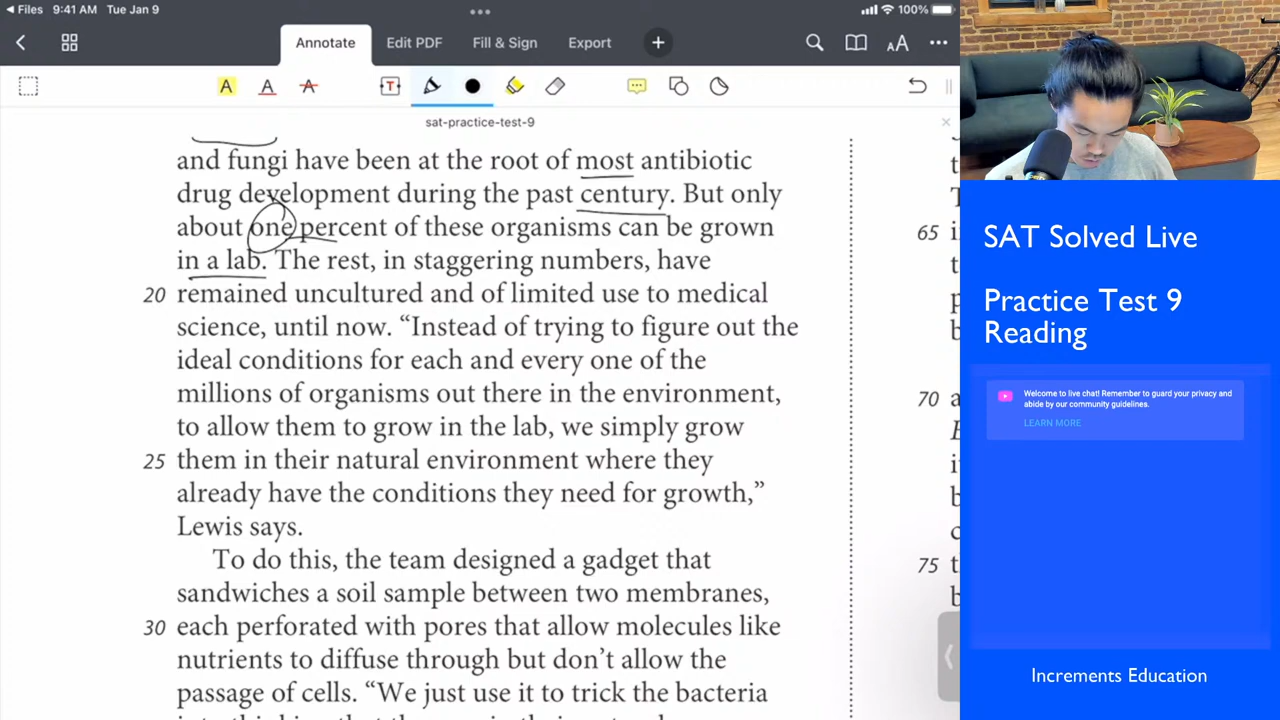 Files 9:41 AM Tue Jan 9 100%
Annotate Edit PDF Fill & Sign Export
sat-practice-test-9
and fungi have been at the root of most antibiotic
drug development during the past century. But only
about one percent of these organisms can be grown
in a lab. The rest, in staggering numbers, have
20 remained uncultured and of limited use to medical
science, until now. “Instead of trying to figure out the
ideal conditions for each and every one of the
millions of organisms out there in the environment,
to allow them to grow in the lab, we simply grow
25 them in their natural environment where they
already have the conditions they need for growth,”
Lewis says.
To do this, the team designed a gadget that
sandwiches a soil sample between two membranes,
30 each perforated with pores that allow molecules like
nutrients to diffuse through but don’t allow the
passage of cells. “We just use it to trick the bacteria
65
70
75
SAT Solved Live
Practice Test 9
Reading
Welcome to live chat! Remember to guard your privacy and
abide by our community guidelines.
LEARN MORE
Increments Education